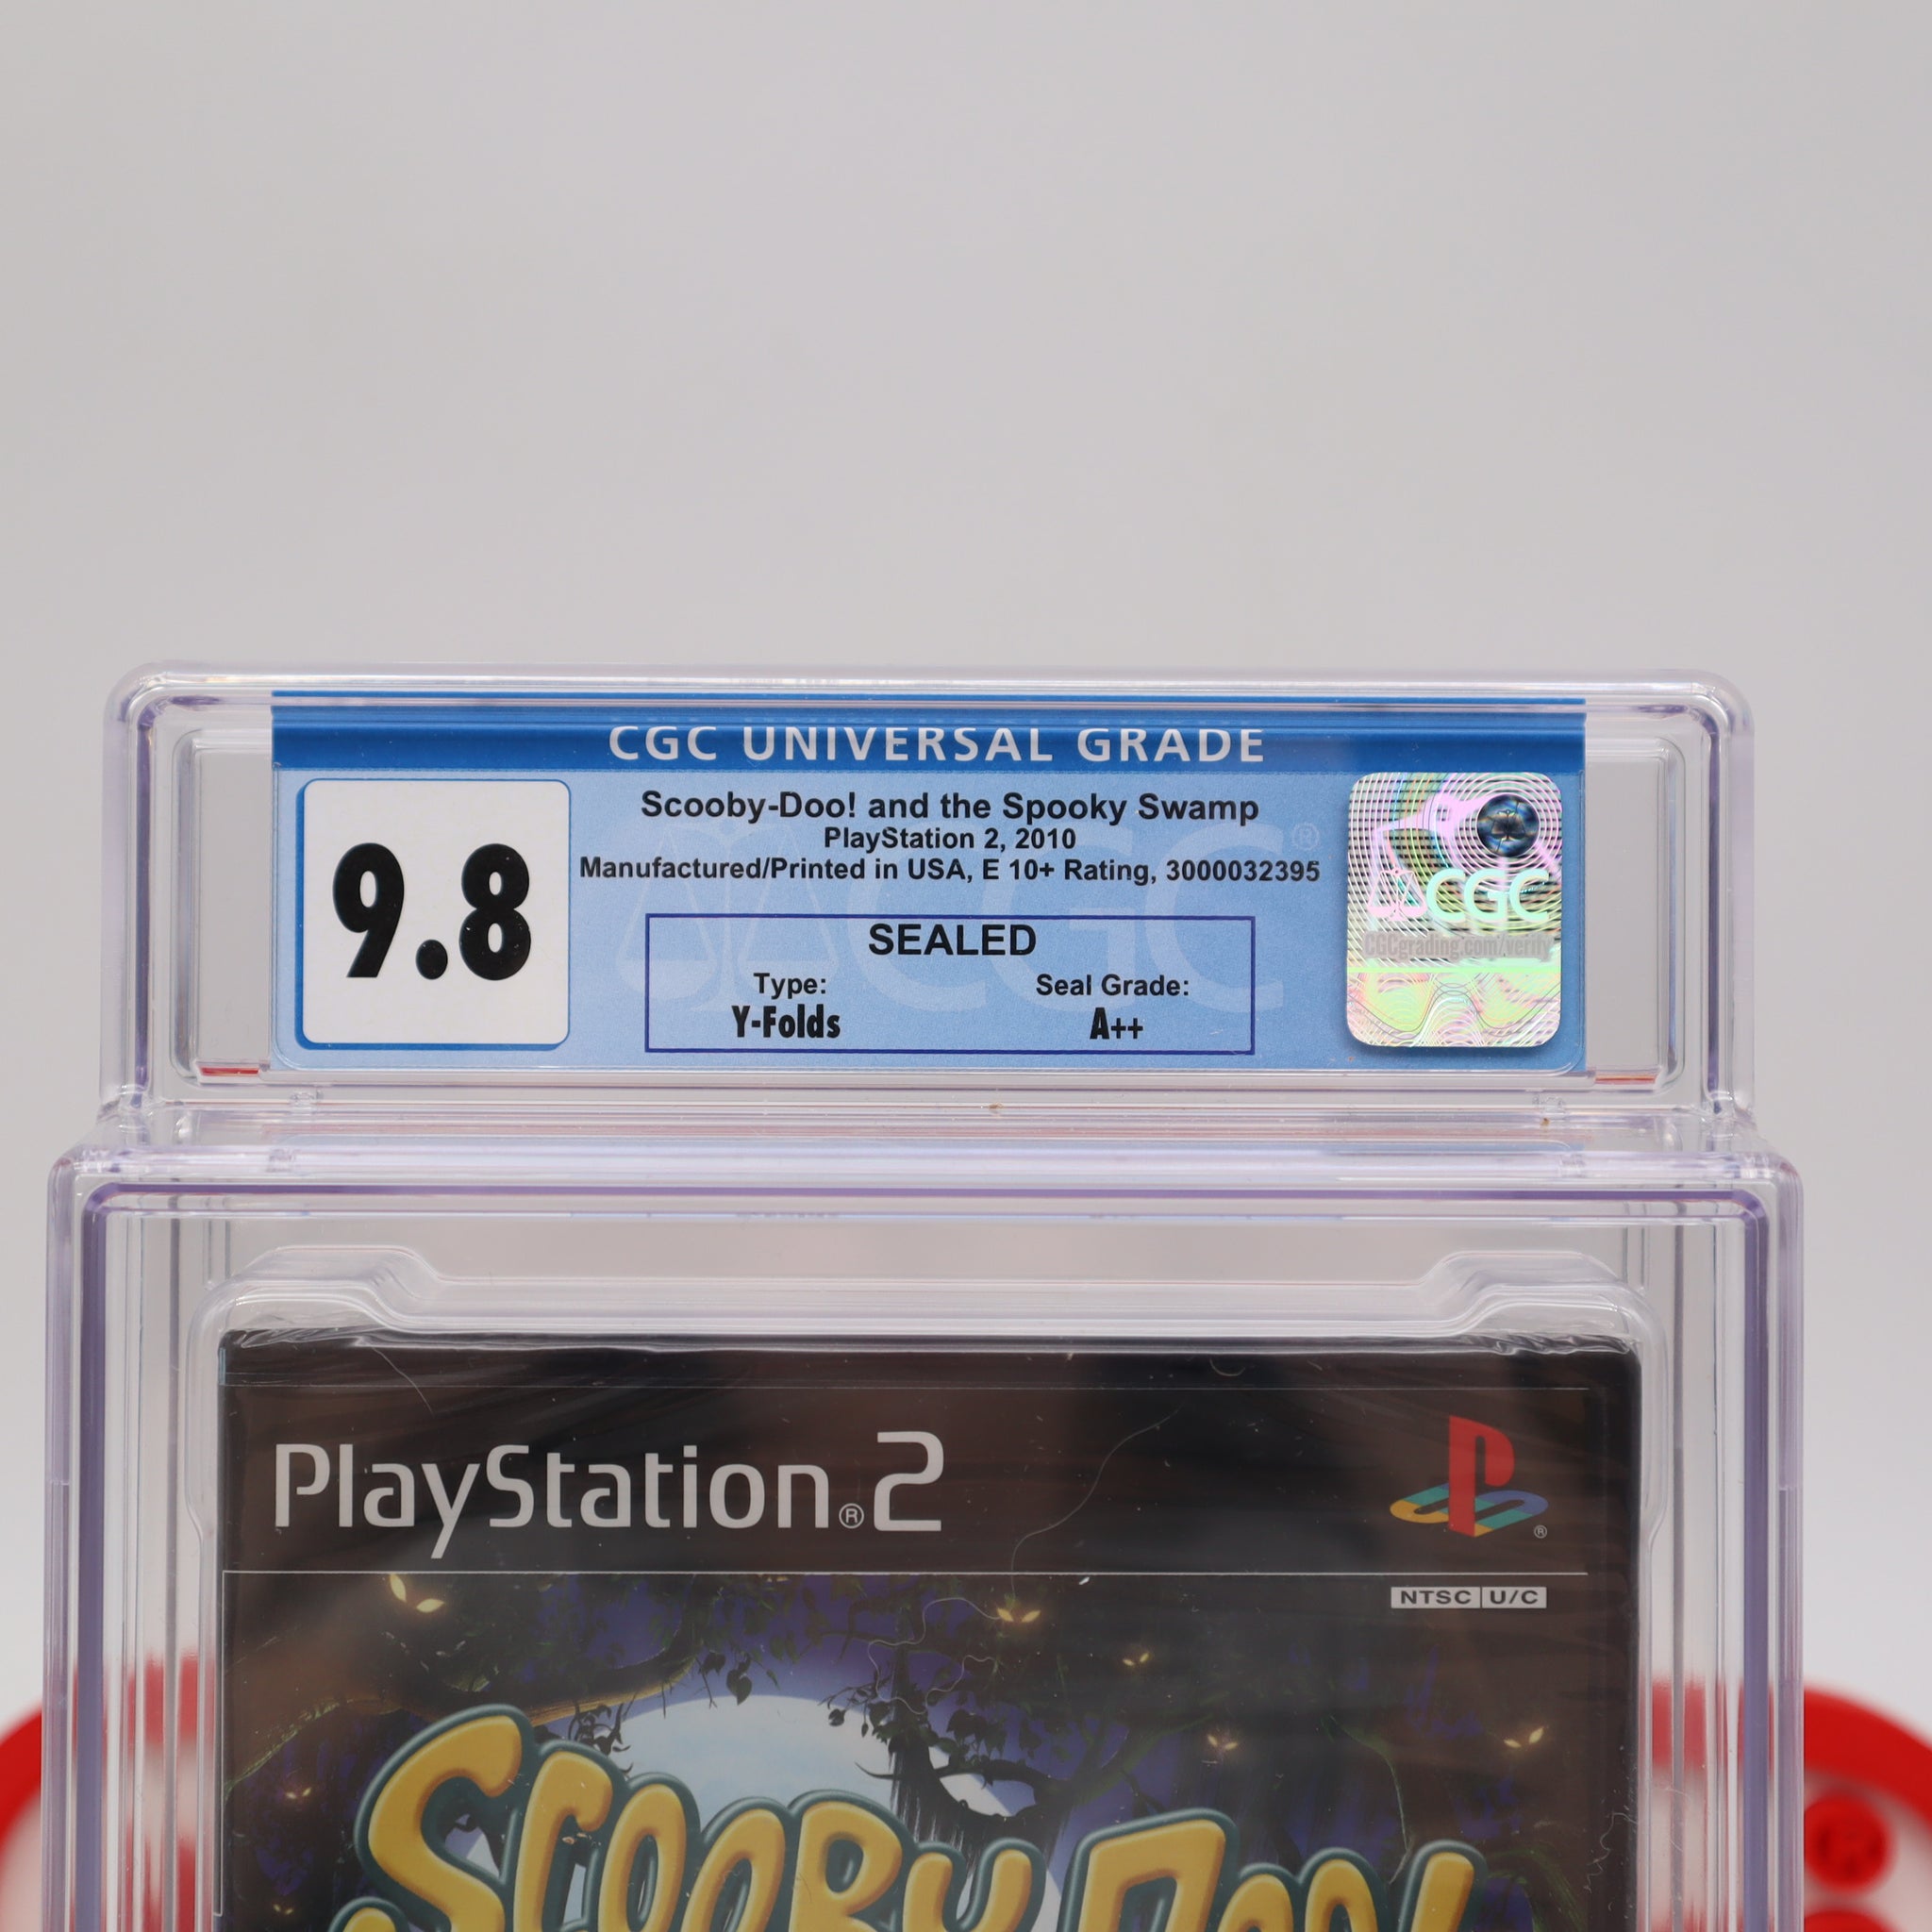 CGC UNIVERSAL GRADE
9.8
Scooby-Doo! and the Spooky Swamp
PlayStation 2, 2010
Manufactured/Printed in USA, E 10+ Rating, 3000032395
SEALED
Type:
Seal Grade:
Y-Folds
A++
CGC ®
CGC
CGCgrading.com/verify
PlayStation®2
®
NTSC U/C
SCOOBY-DOO!